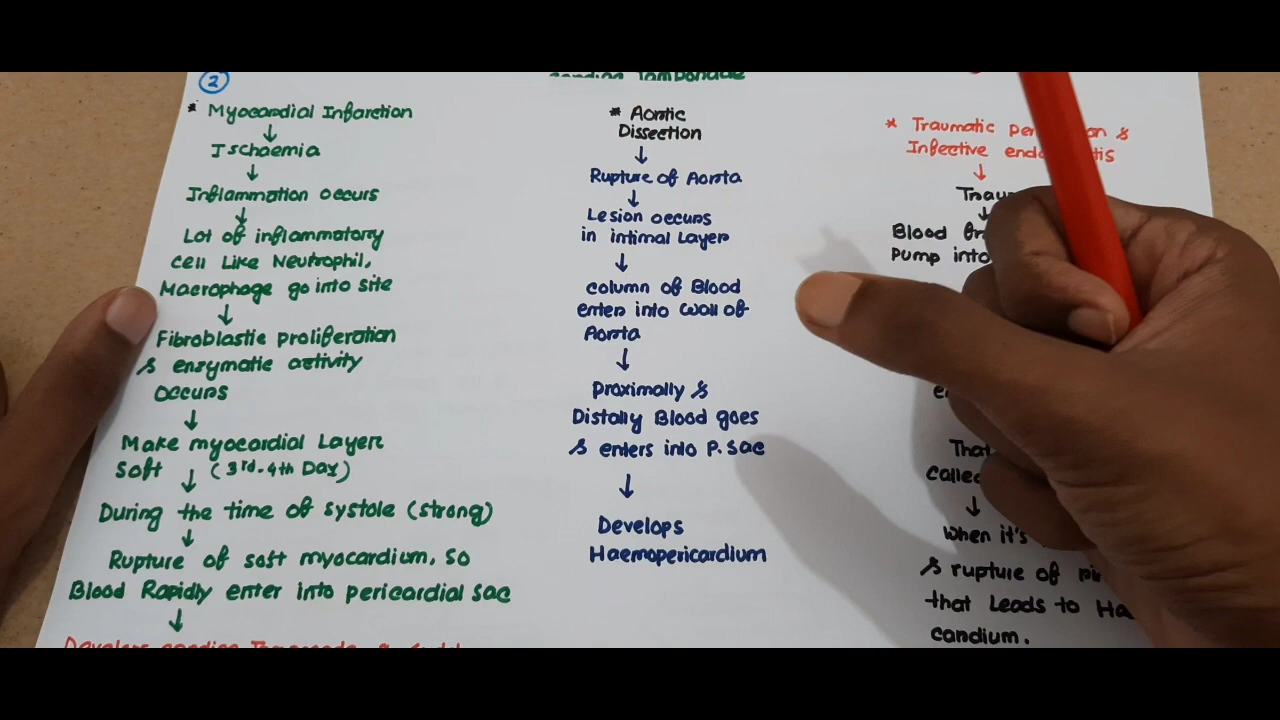 2
Cardiac Tamponade
* Myocardial Infarction
↓
Ischaemia
↓
Inflammation occurs
↓
Lot of inflammatory
cell Like Neutrophil,
Macrophage go into site
↓
Fibroblastic proliferation
& enzymatic activity
occurs
↓
Make myocardial Layer
Soft ↓ (3rd-4th Day)
During the time of systole (strong)
↓
Rupture of soft myocardium, so
Blood Rapidly enter into pericardial sac
↓
* Aortic
Dissection
↓
Rupture of Aorta
↓
Lesion occurs
in intimal Layer
↓
column of Blood
enter into wall of
Aorta
↓
Proximally &
Distally Blood goes
& enters into P. Sac
↓
Develops
Haemopericardium
* Traumatic &
Infective
↓
↓
Blood
Pump into
↓
When it's
& rupture of
that Leads to
candium.